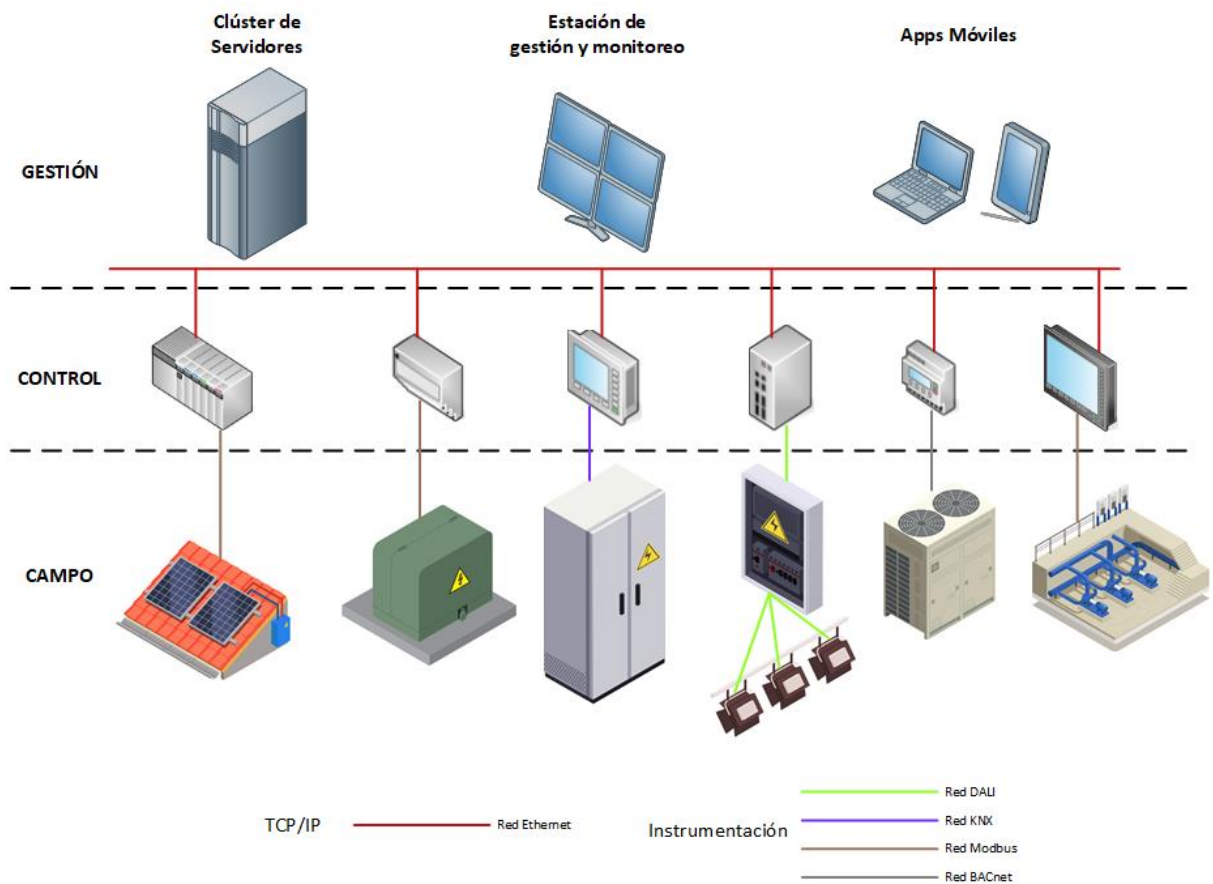 Clúster de
Servidores
Estación de
gestión y monitoreo
Apps Móviles
GESTIÓN
CONTROL
CAMPO
TCP/IP
Red Ethernet
Instrumentación
Red DALI
Red KNX
Red Modbus
Red BACnet